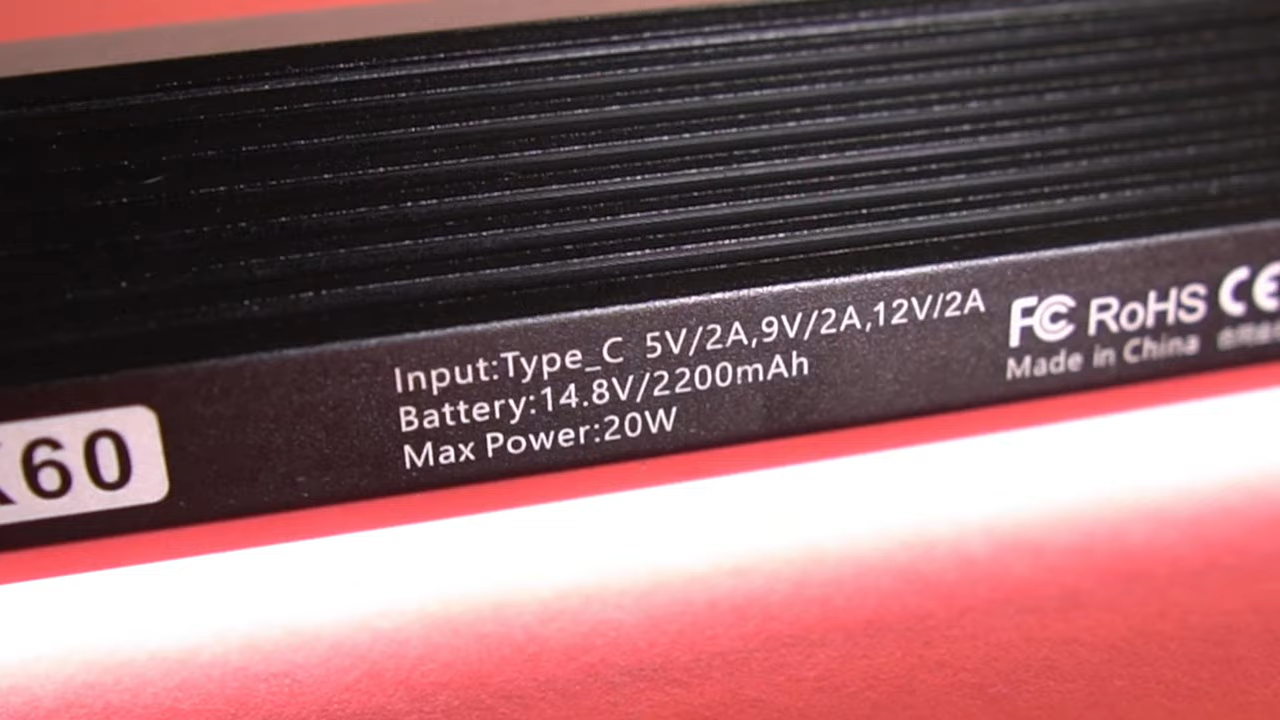 60
Input:Type_C 5V/2A,9V/2A,12V/2A
Battery:14.8V/2200mAh
Max Power:20W
FC RoHS CE
Made in China